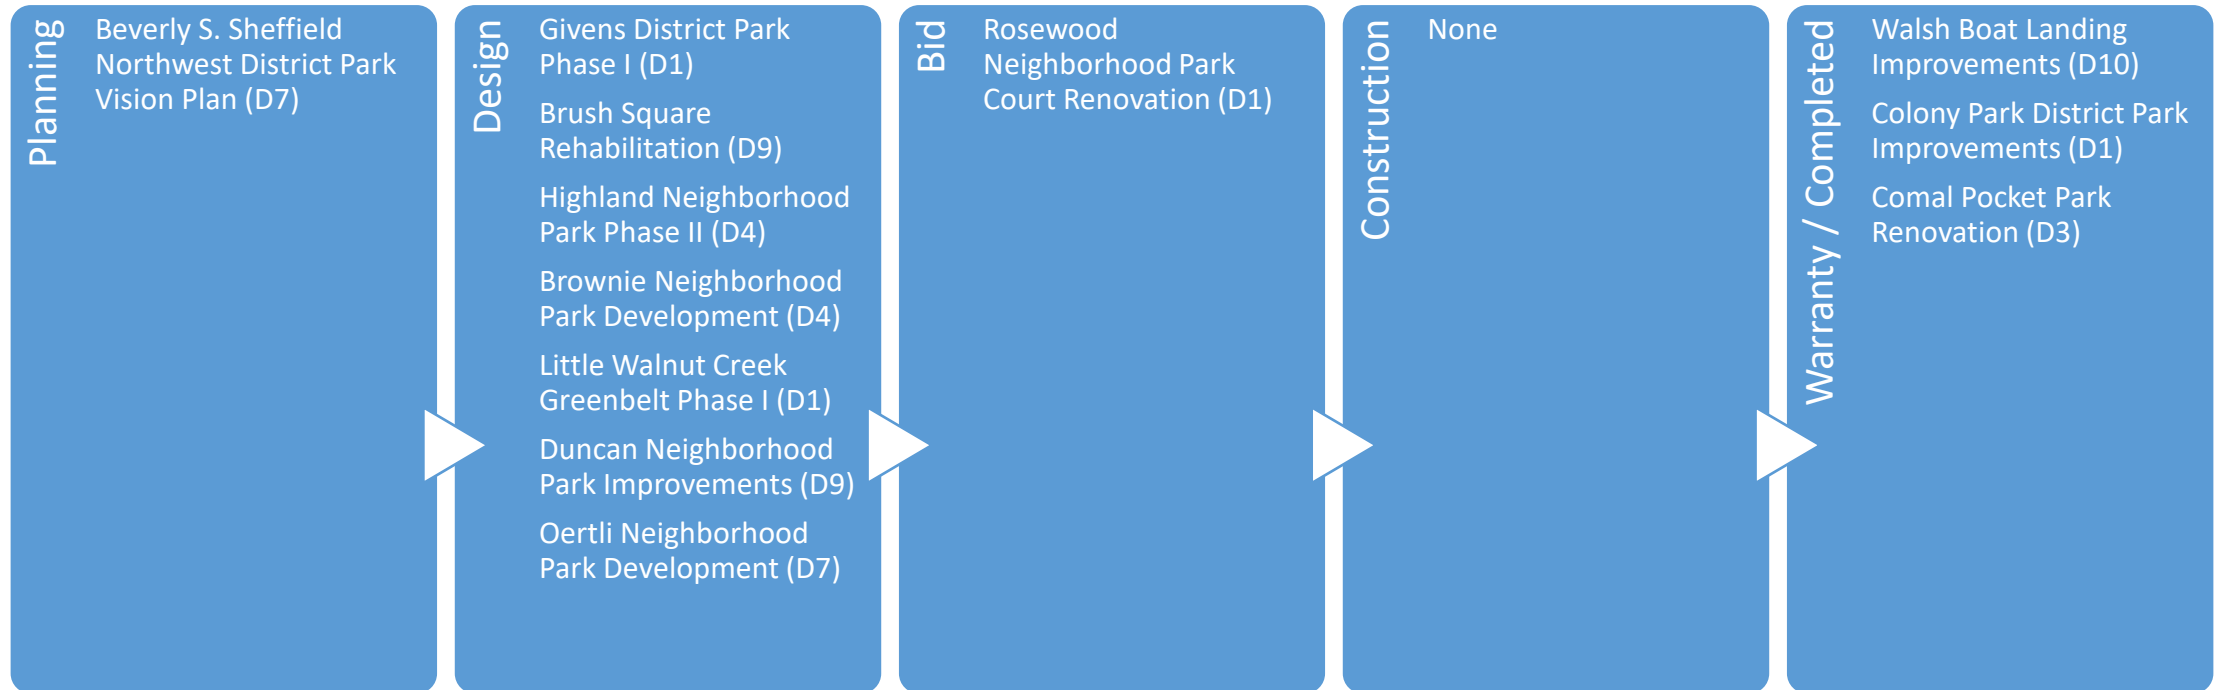 Planning
Beverly S. Sheffield
Northwest District Park
Vision Plan (D7)
Design
Givens District Park
Phase I (D1)
Brush Square
Rehabilitation (D9)
Highland Neighborhood
Park Phase II (D4)
Brownie Neighborhood
Park Development (D4)
Little Walnut Creek
Greenbelt Phase I (D1)
Duncan Neighborhood
Park Improvements (D9)
Oertli Neighborhood
Park Development (D7)
Bid
Rosewood
Neighborhood Park
Court Renovation (D1)
Construction
None
Warranty / Completed
Walsh Boat Landing
Improvements (D10)
Colony Park District Park
Improvements (D1)
Comal Pocket Park
Renovation (D3)